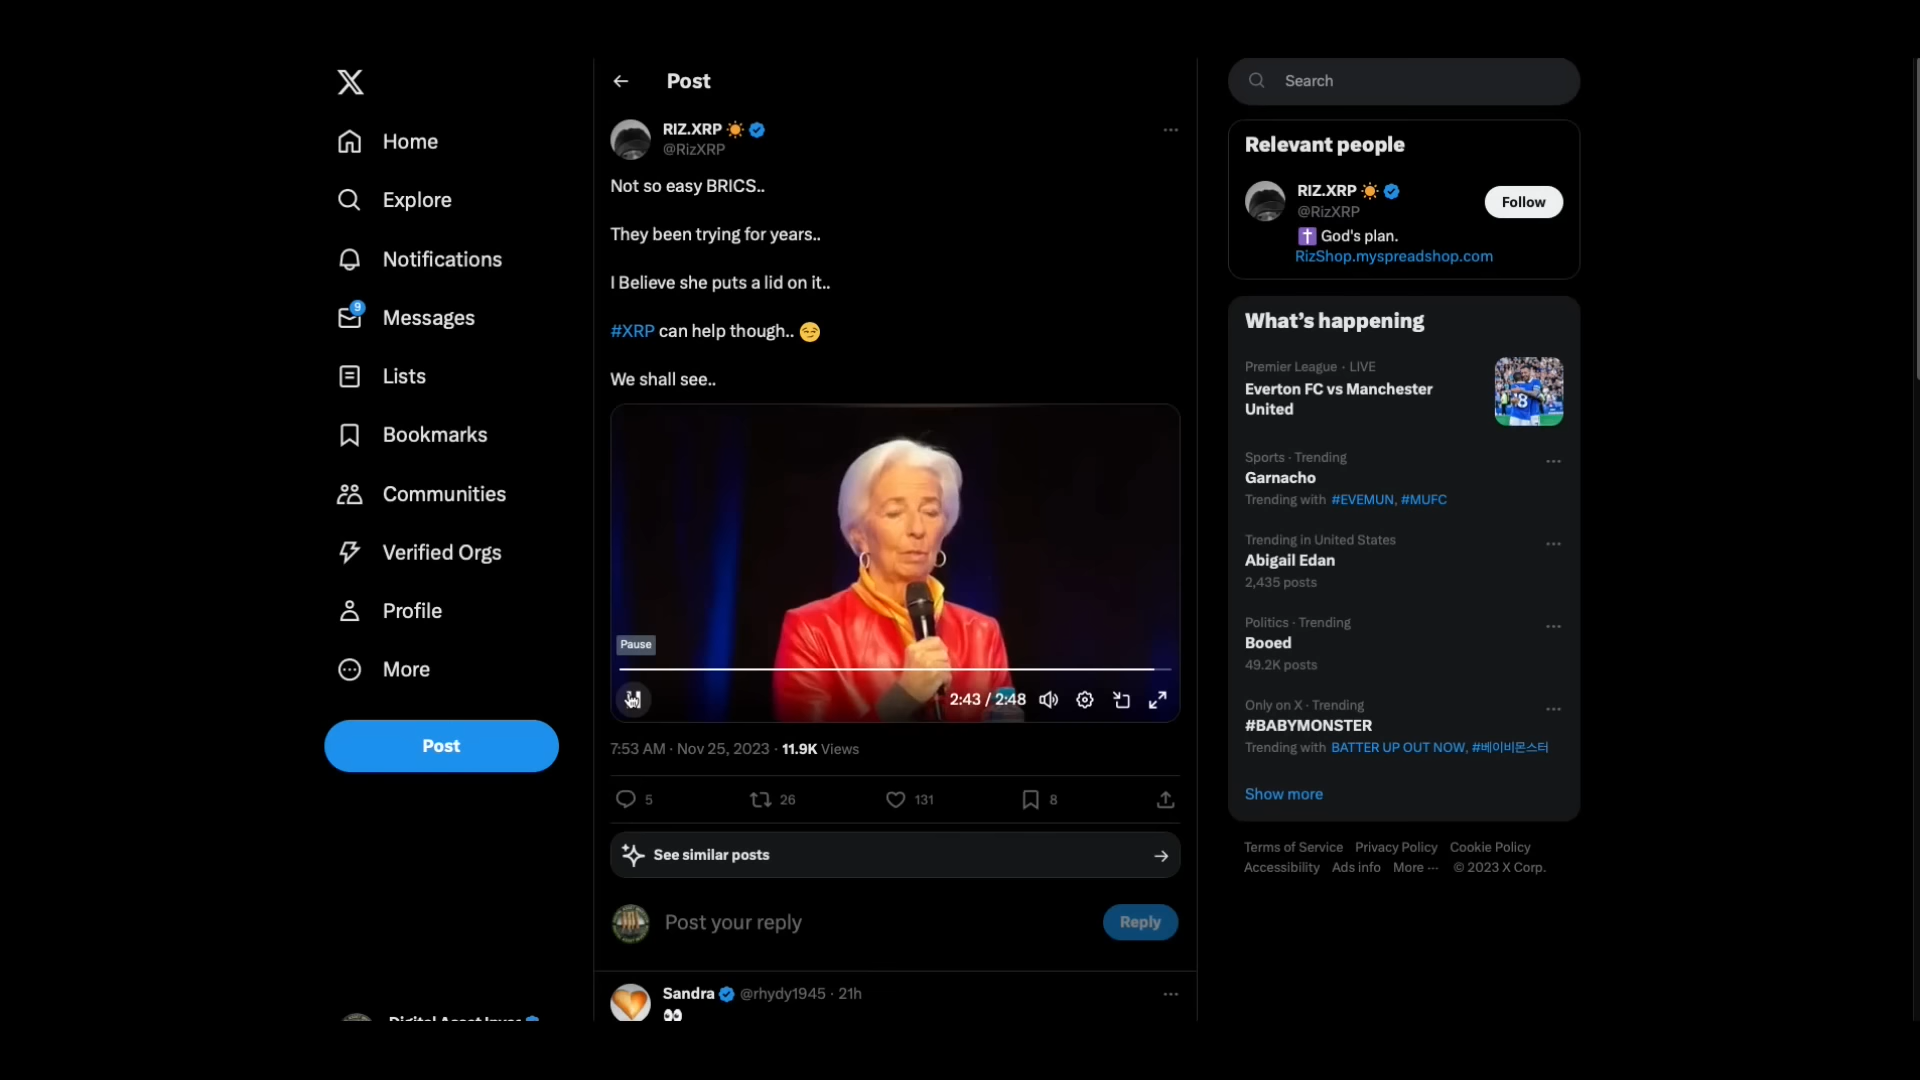 Home
Explore
Notifications
9
Messages
Lists
Bookmarks
Communities
Verified Orgs
Profile
More
Post
Post
RIZ.XRP
@RizXRP
Not so easy BRICS..
They been trying for years..
I Believe she puts a lid on it..
#XRP can help though..
We shall see..
Pause
2:43 / 2:48
7:53 AM · Nov 25, 2023 · 11.9K Views
5 26 131 8
See similar posts
Post your reply
Reply
Sandra @rhydy1945 · 21h
Search
Relevant people
RIZ.XRP
@RizXRP
Follow
God's plan.
RizShop.myspreadshop.com
What's happening
Premier League · LIVE
Everton FC vs Manchester
United
Sports · Trending
Garnacho
Trending with #EVEMUN, #MUFC
Trending in United States
Abigail Edan
2,435 posts
Politics · Trending
Booed
49.2K posts
Only on X · Trending
#BABYMONSTER
Trending with BATTER UP OUT NOW, #베이비몬스터
Show more
Terms of Service Privacy Policy Cookie Policy
Accessibility Ads info More ··· © 2023 X Corp.